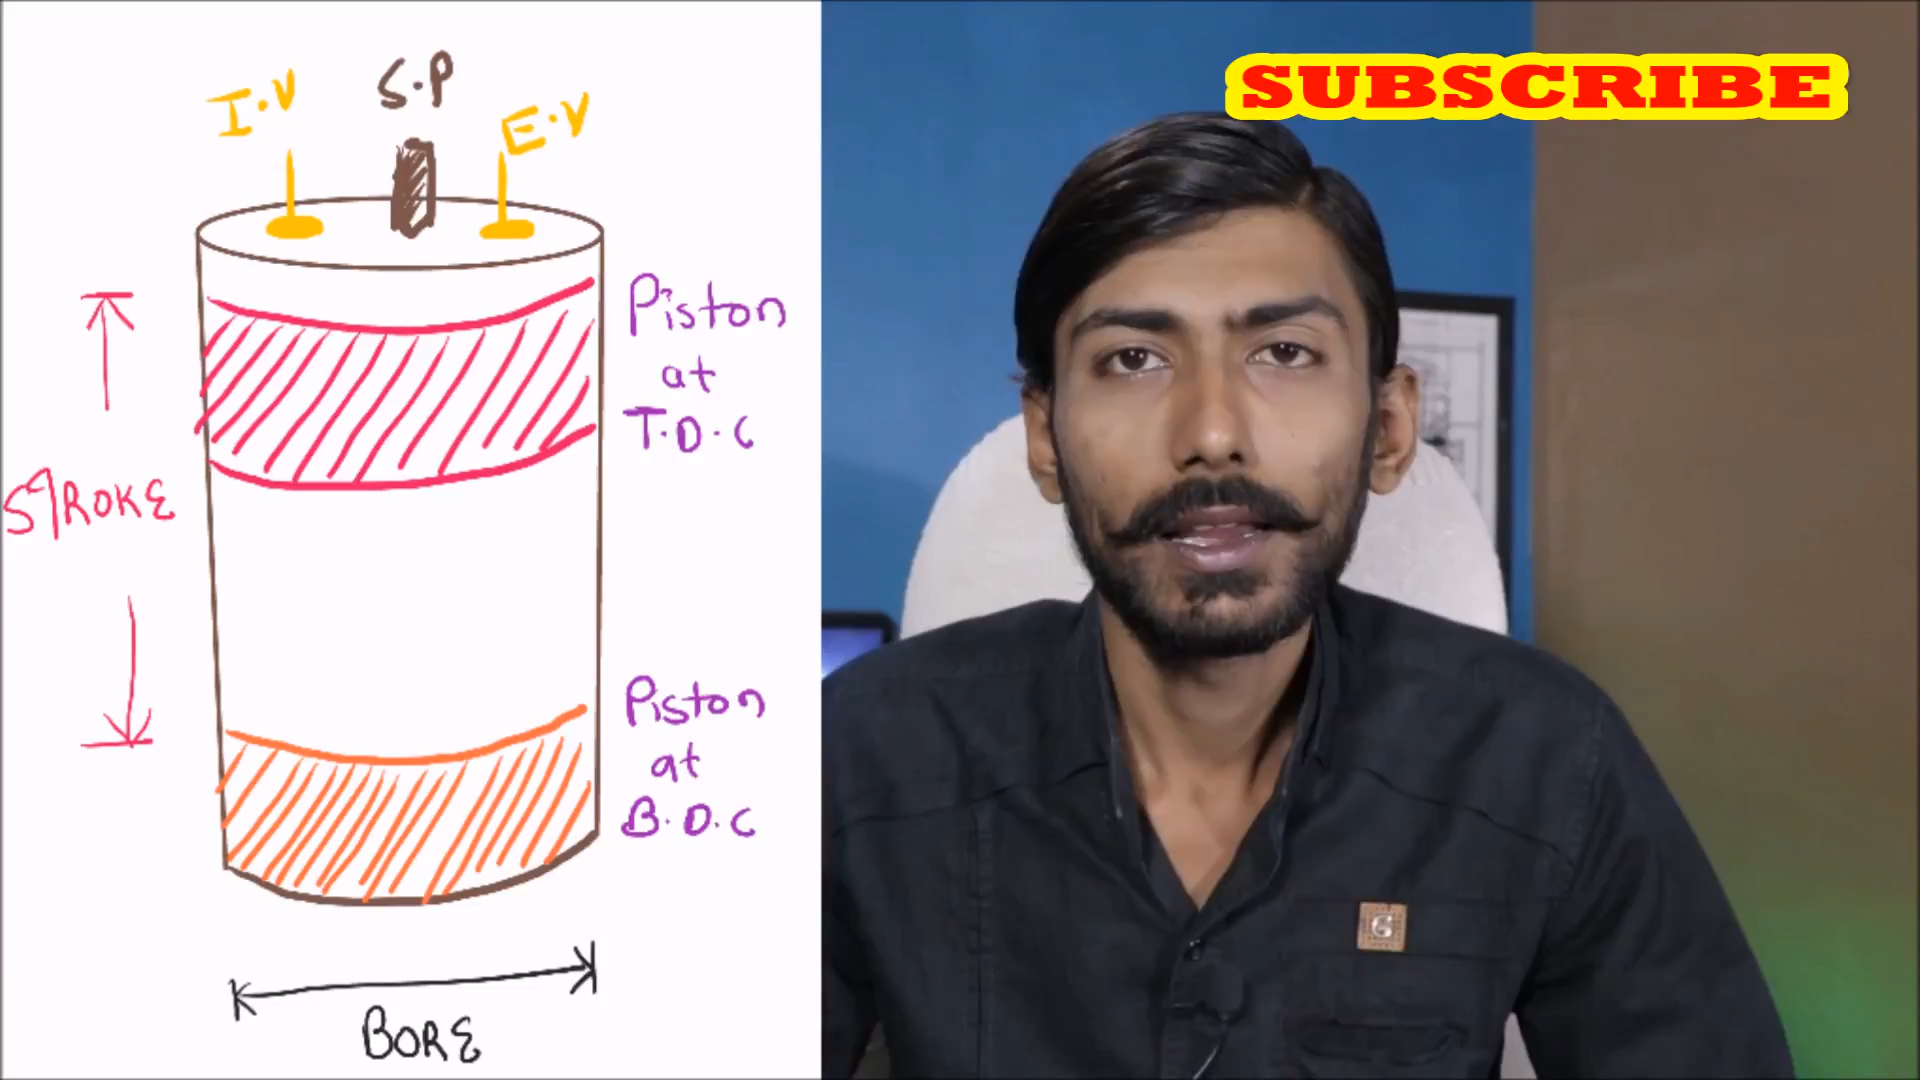 I.V
S.P
E.V
SUBSCRIBE
Piston
at
T.D.C
STROKE
Piston
at
B.D.C
G
BORE